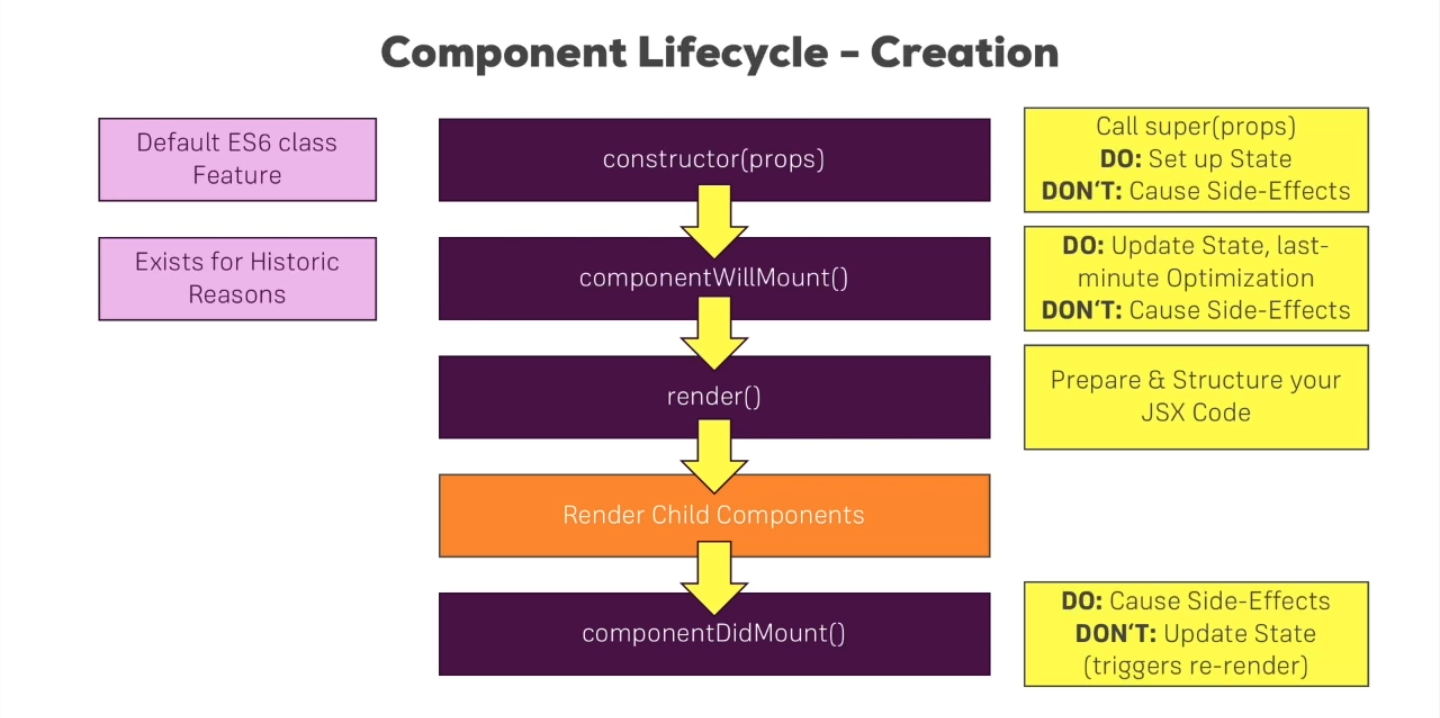 Component Lifecycle – Creation
Default ES6 class
Feature
constructor(props)
Call super(props)
DO: Set up State
DON‘T: Cause Side-Effects
Exists for Historic
Reasons
componentWillMount()
DO: Update State, last-
minute Optimization
DON‘T: Cause Side-Effects
render()
Prepare & Structure your
JSX Code
Render Child Components
componentDidMount()
DO: Cause Side-Effects
DON‘T: Update State
(triggers re-render)